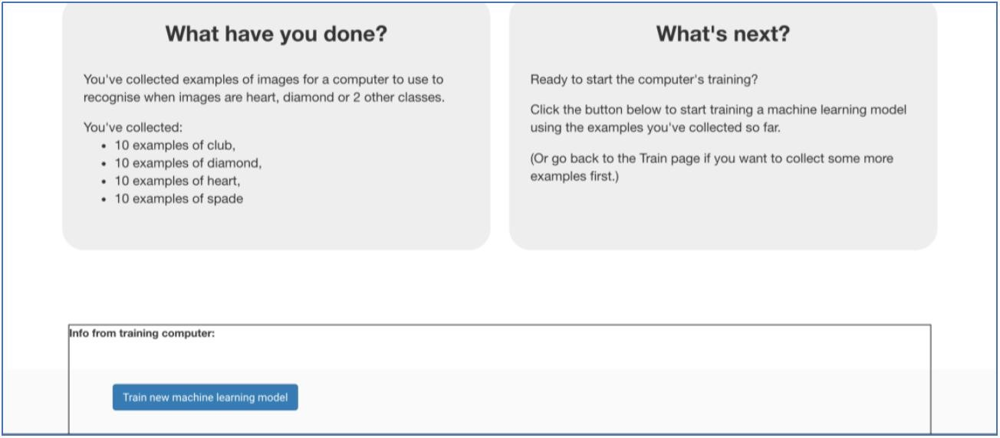 What have you done?
You've collected examples of images for a computer to use to
recognise when images are heart, diamond or 2 other classes.
You've collected:
• 10 examples of club,
• 10 examples of diamond,
• 10 examples of heart,
• 10 examples of spade
What's next?
Ready to start the computer's training?
Click the button below to start training a machine learning model
using the examples you've collected so far.
(Or go back to the Train page if you want to collect some more
examples first.)
Info from training computer:
Train new machine learning model